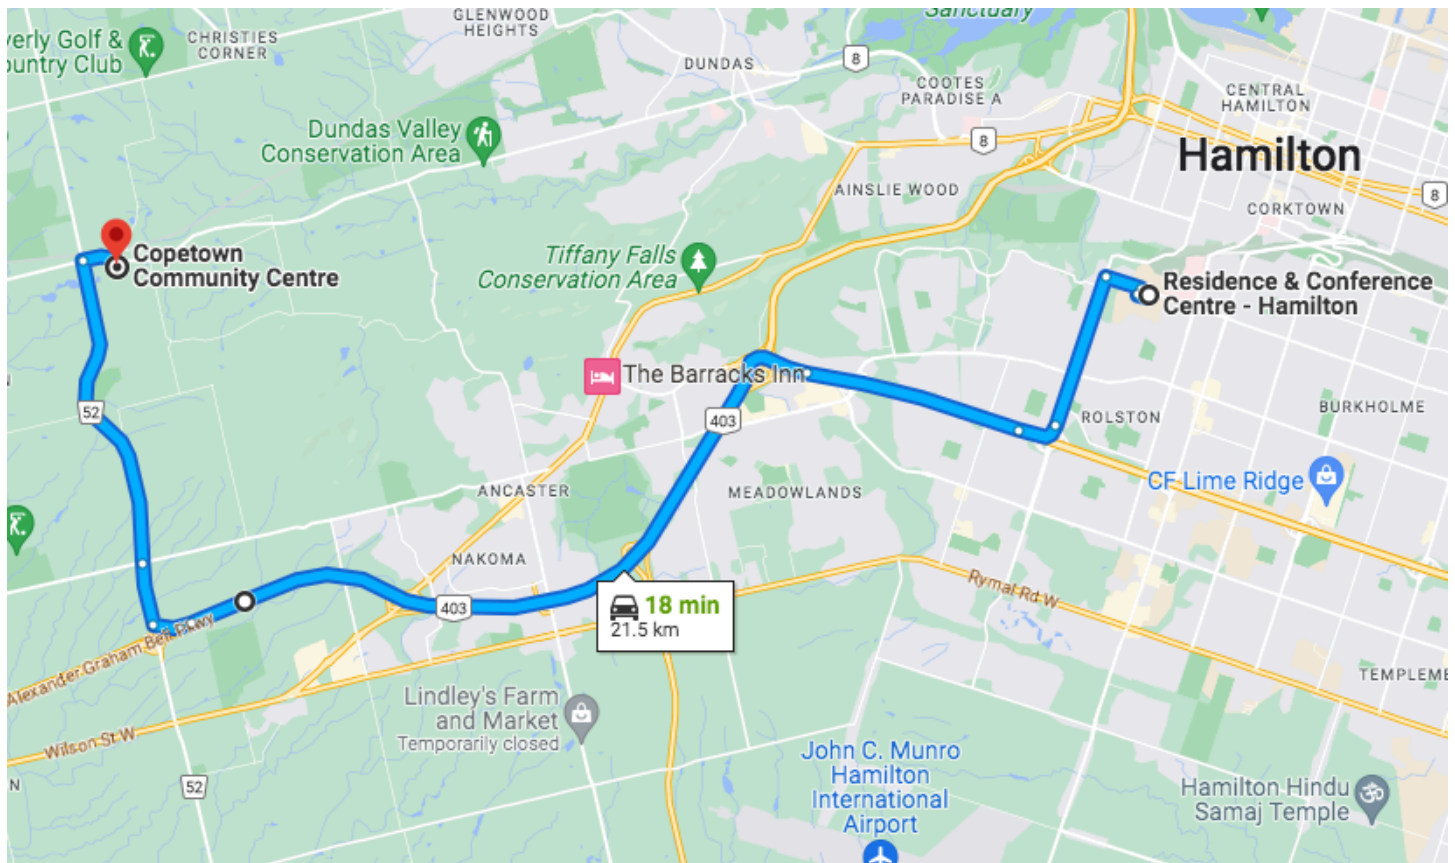 GLENWOOD
HEIGHTS
Sanctuary
verly Golf &
ountry Club
CHRISTIES
CORNER
DUNDAS
8
COOTES
PARADISE A
CENTRAL
HAMILTON
Dundas Valley
Conservation Area
8
Hamilton
AINSLIE WOOD
8
CORKTOWN
Copetown
Community Centre
Tiffany Falls
Conservation Area
Residence & Conference
Centre - Hamilton
The Barracks Inn
52
403
ROLSTON
BURKHOLME
CF Lime Ridge
ANCASTER
MEADOWLANDS
NAKOMA
403
18 min
21.5 km
Rymal Rd W
Alexander Graham Bell Pkwy
TEMPLEME
Lindley's Farm
and Market
Temporarily closed
Wilson St W
John C. Munro
Hamilton
International
Airport
N
52
Hamilton Hindu
Samaj Temple